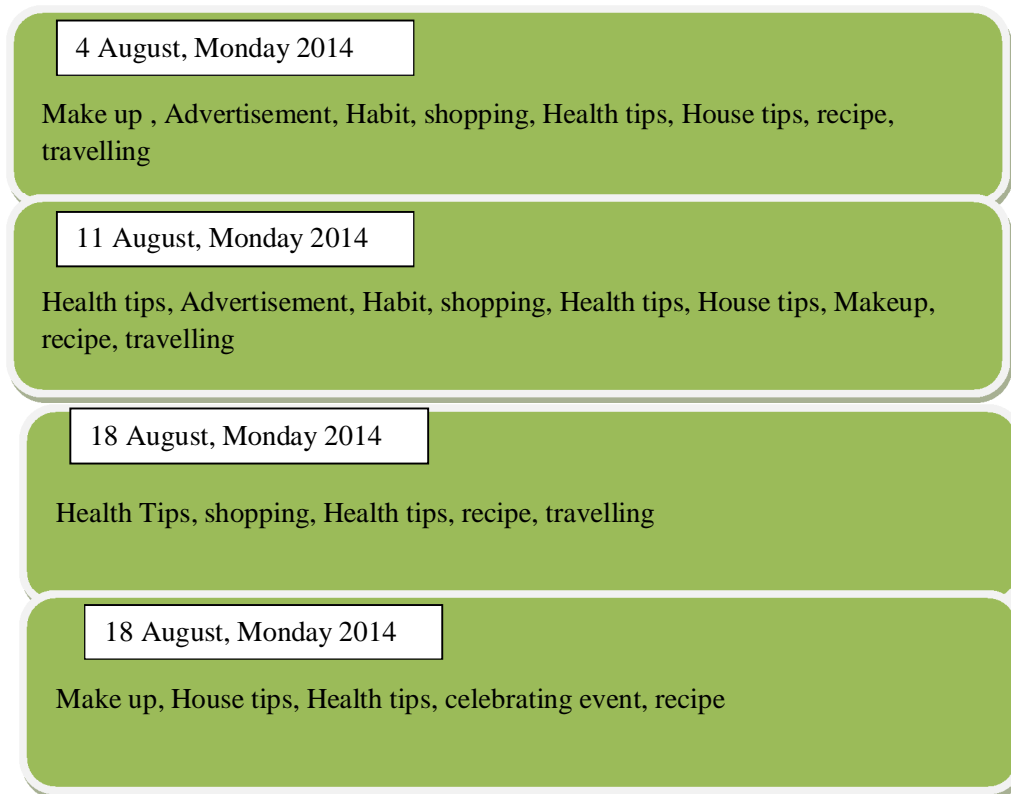 4 August, Monday 2014
Make up , Advertisement, Habit, shopping, Health tips, House tips, recipe,
travelling
11 August, Monday 2014
Health tips, Advertisement, Habit, shopping, Health tips, House tips, Makeup,
recipe, travelling
18 August, Monday 2014
Health Tips, shopping, Health tips, recipe, travelling
18 August, Monday 2014
Make up, House tips, Health tips, celebrating event, recipe